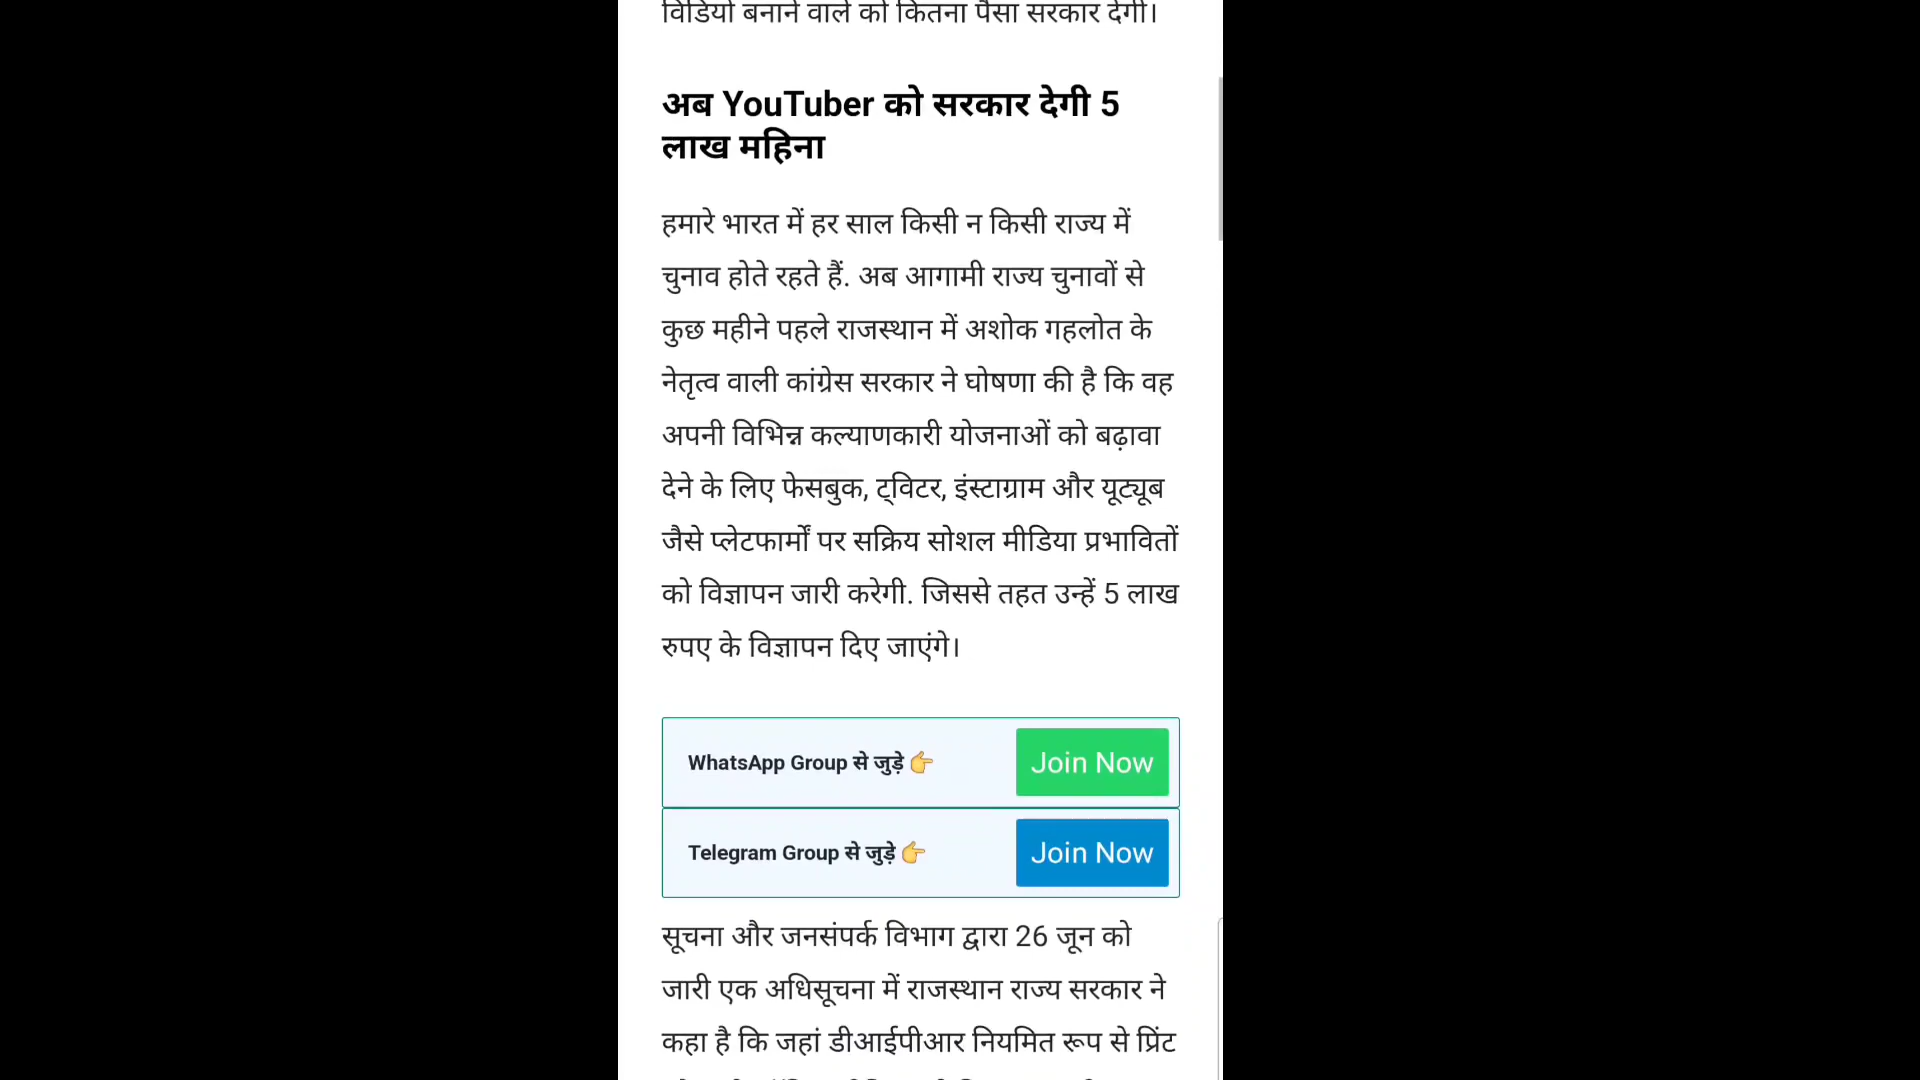 विडियो बनाने वाले को कितना पैसा सरकार देगी।
अब YouTuber को सरकार देगी 5
लाख महिना
हमारे भारत में हर साल किसी न किसी राज्य में
चुनाव होते रहते हैं. अब आगामी राज्य चुनावों से
कुछ महीने पहले राजस्थान में अशोक गहलोत के
नेतृत्व वाली कांग्रेस सरकार ने घोषणा की है कि वह
अपनी विभिन्न कल्याणकारी योजनाओं को बढ़ावा
देने के लिए फेसबुक, ट्विटर, इंस्टाग्राम और यूट्यूब
जैसे प्लेटफार्मों पर सक्रिय सोशल मीडिया प्रभावितों
को विज्ञापन जारी करेगी. जिससे तहत उन्हें 5 लाख
रुपए के विज्ञापन दिए जाएंगे।
WhatsApp Group से जुड़े 👉 Join Now
Telegram Group से जुड़े 👉 Join Now
सूचना और जनसंपर्क विभाग द्वारा 26 जून को
जारी एक अधिसूचना में राजस्थान राज्य सरकार ने
कहा है कि जहां डीआईपीआर नियमित रूप से प्रिंट